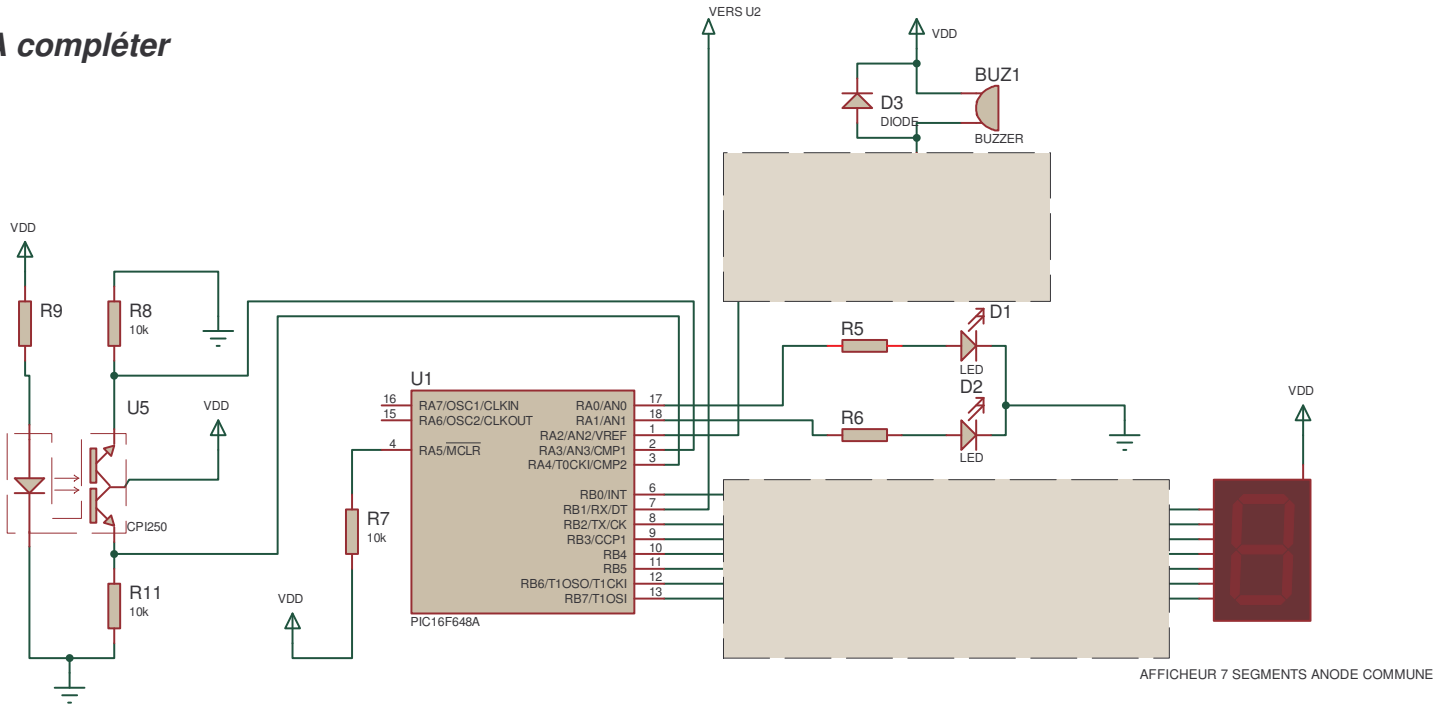 A compléter
VERS U2
VDD
BUZ1
D3
DIODE
BUZZER
VDD
R9
R8
10k
D1
R5
LED
D2
R6
LED
U5
VDD
CPI250
R11
10k
VDD
R7
10k
U1
16 RA7/OSC1/CLKIN RA0/AN0 17
15 RA6/OSC2/CLKOUT RA1/AN1 18
RA2/AN2/VREF 1
4 RA5/MCLR RA3/AN3/CMP1 2
RA4/T0CKI/CMP2 3
RB0/INT 6
RB1/RX/DT 7
RB2/TX/CK 8
RB3/CCP1 9
RB4 10
RB5 11
RB6/T1OSO/T1CKI 12
RB7/T1OSI 13
PIC16F648A
VDD
AFFICHEUR 7 SEGMENTS ANODE COMMUNE